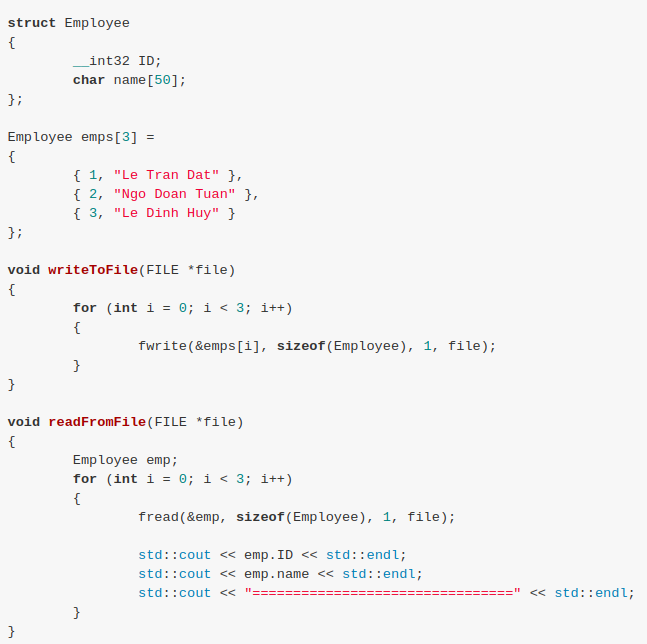 struct Employee
{
        __int32 ID;
        char name[50];
};

Employee emps[3] =
{
        { 1, "Le Tran Dat" },
        { 2, "Ngo Doan Tuan" },
        { 3, "Le Dinh Huy" }
};

void writeToFile(FILE *file)
{
        for (int i = 0; i < 3; i++)
        {
                fwrite(&emps[i], sizeof(Employee), 1, file);
        }
}

void readFromFile(FILE *file)
{
        Employee emp;
        for (int i = 0; i < 3; i++)
        {
                fread(&emp, sizeof(Employee), 1, file);

                std::cout << emp.ID << std::endl;
                std::cout << emp.name << std::endl;
                std::cout << "================================" << std::endl;
        }
}